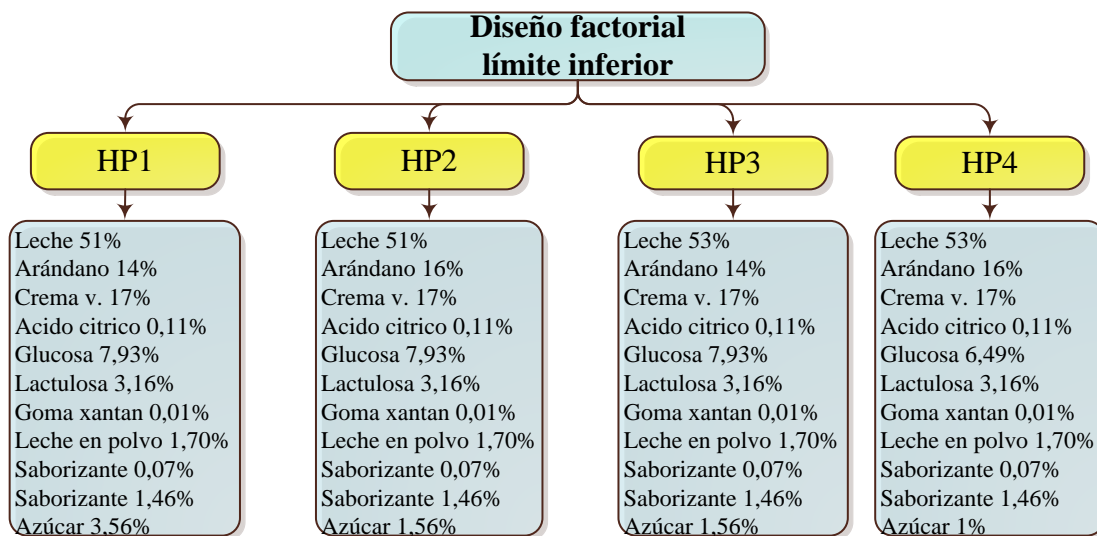 Diseño factorial
límite inferior
HP1
HP2
HP3
HP4
Leche 51%
Arándano 14%
Crema v. 17%
Acido citrico 0,11%
Glucosa 7,93%
Lactulosa 3,16%
Goma xantan 0,01%
Leche en polvo 1,70%
Saborizante 0,07%
Saborizante 1,46%
Azúcar 3,56%
Leche 51%
Arándano 16%
Crema v. 17%
Acido citrico 0,11%
Glucosa 7,93%
Lactulosa 3,16%
Goma xantan 0,01%
Leche en polvo 1,70%
Saborizante 0,07%
Saborizante 1,46%
Azúcar 1,56%
Leche 53%
Arándano 14%
Crema v. 17%
Acido citrico 0,11%
Glucosa 7,93%
Lactulosa 3,16%
Goma xantan 0,01%
Leche en polvo 1,70%
Saborizante 0,07%
Saborizante 1,46%
Azúcar 1,56%
Leche 53%
Arándano 16%
Crema v. 17%
Acido citrico 0,11%
Glucosa 6,49%
Lactulosa 3,16%
Goma xantan 0,01%
Leche en polvo 1,70%
Saborizante 0,07%
Saborizante 1,46%
Azúcar 1%